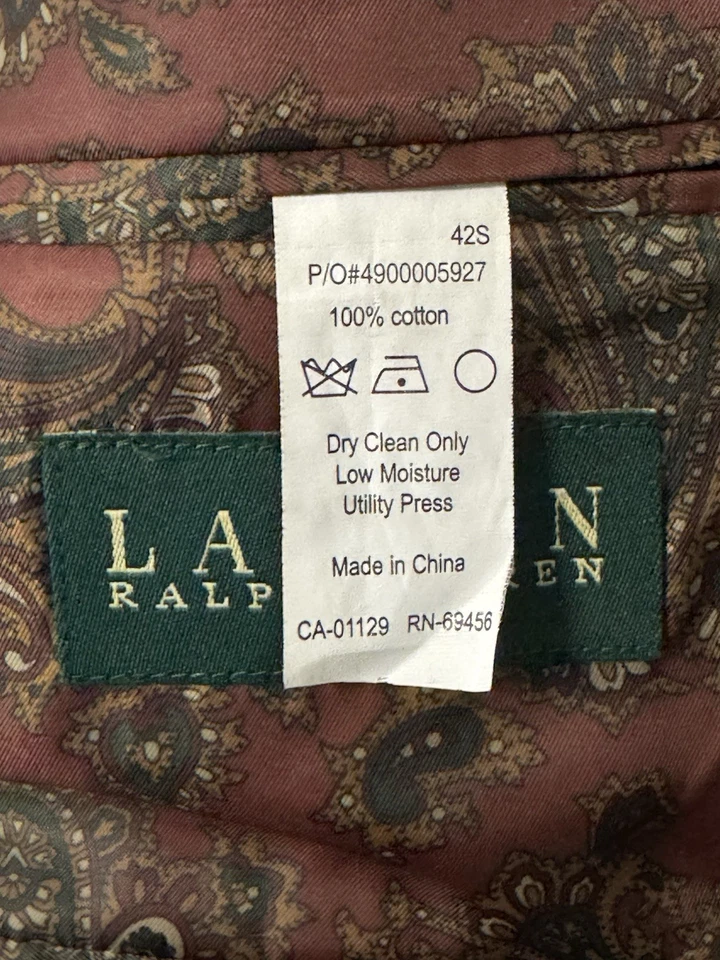 42S
P/O#4900005927
100% cotton
Dry Clean Only
Low Moisture
Utility Press
Made in China
CA-01129 RN-69456
LA N
RALP REN